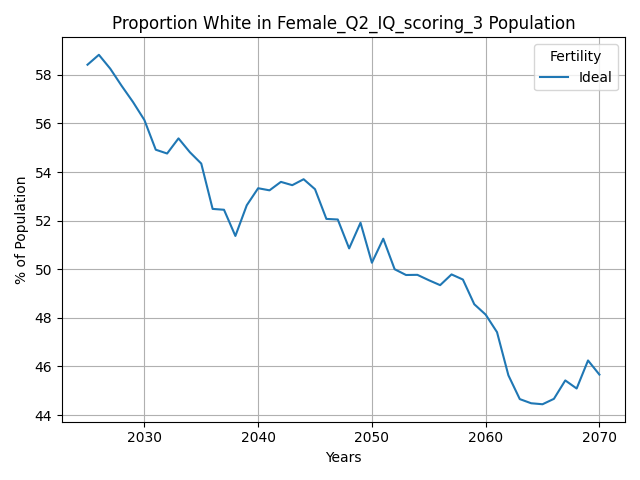 Proportion White in Female_Q2_IQ_scoring_3 Population
Fertility
Ideal
% of Population
58
56
54
52
50
48
46
44
2030
2040
2050
2060
2070
Years